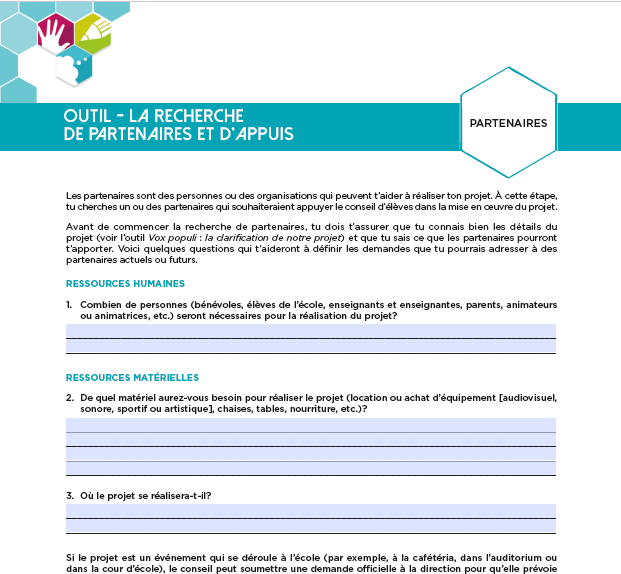 OUTIL - LA RECHERCHE
DE PARTENAIRES ET D'APPUIS
PARTENAIRES
Les partenaires sont des personnes ou des organisations qui peuvent t'aider à réaliser ton projet. À cette étape,
tu cherches un ou des partenaires qui souhaiteraient appuyer le conseil d'élèves dans la mise en œuvre du projet.
Avant de commencer la recherche de partenaires, tu dois t'assurer que tu connais bien les détails du
projet (voir l'outil Vox populi : la clarification de notre projet) et que tu sais ce que les partenaires pourront
t'apporter. Voici quelques questions qui t'aideront à définir les demandes que tu pourrais adresser à des
partenaires actuels ou futurs.
RESSOURCES HUMAINES
1. Combien de personnes (bénévoles, élèves de l'école, enseignants et enseignantes, parents, animateurs
ou animatrices, etc.) seront nécessaires pour la réalisation du projet?
RESSOURCES MATÉRIELLES
2. De quel matériel aurez-vous besoin pour réaliser le projet (location ou achat d'équipement [audiovisuel,
sonore, sportif ou artistique], chaises, tables, nourriture, etc.)?
3. Où le projet se réalisera-t-il?
Si le projet est un événement qui se déroule à l'école (par exemple, à la cafétéria, dans l'auditorium ou
dans la cour d'école), le conseil peut soumettre une demande officielle à la direction pour qu'elle prévoie